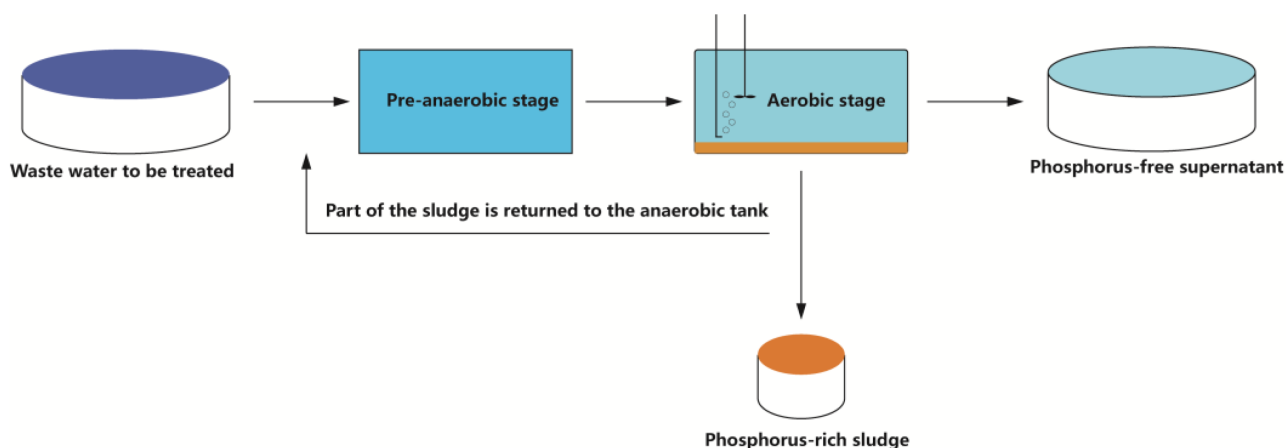 Pre-anaerobic stage
Aerobic stage
Waste water to be treated
Phosphorus-free supernatant
Part of the sludge is returned to the anaerobic tank
Phosphorus-rich sludge